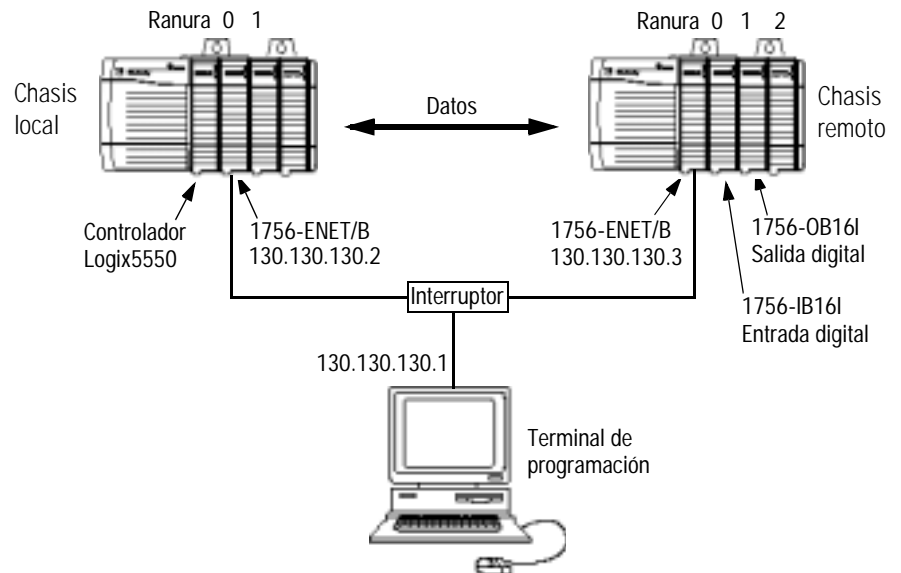 Ranura 0 1
Ranura 0 1 2
Chasis
local
Datos
Chasis
remoto
Controlador
Logix5550
1756-ENET/B
130.130.130.2
1756-ENET/B
130.130.130.3
1756-OB16I
Salida digital
Interruptor
1756-IB16I
Entrada digital
130.130.130.1
Terminal de
programación